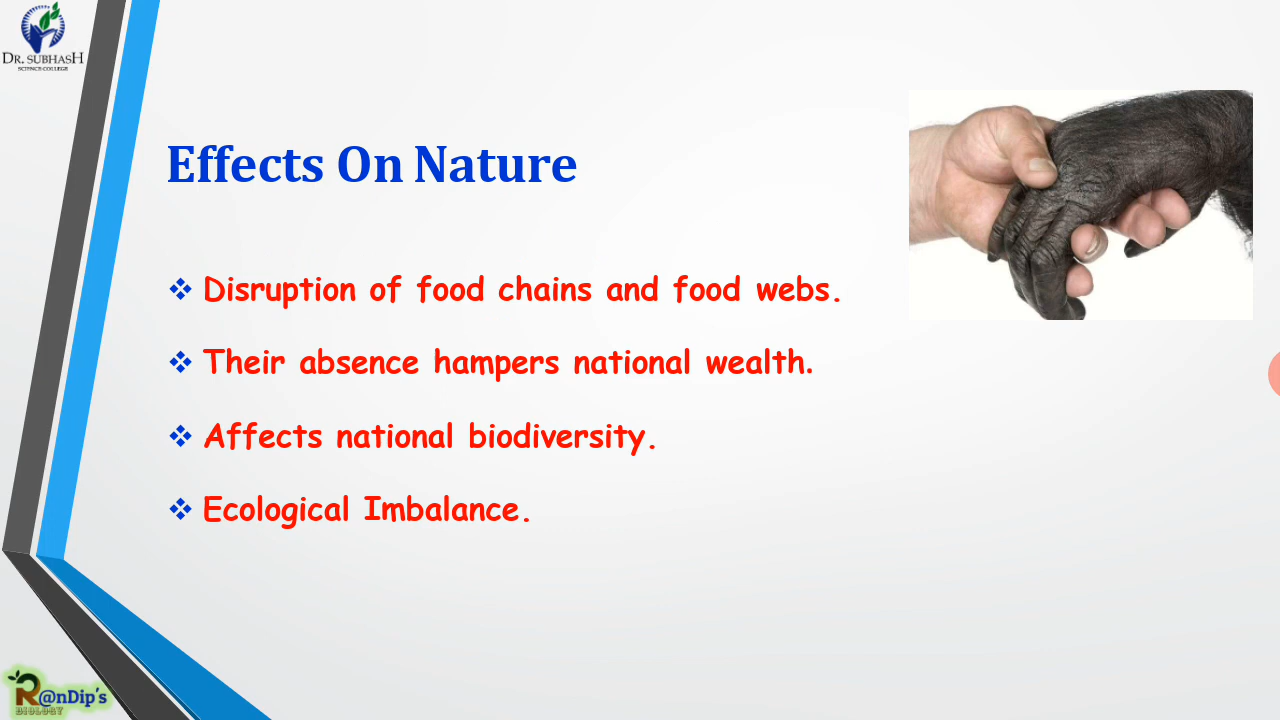 DR. SUBHASH
SCIENCE COLLEGE
Effects On Nature
Disruption of food chains and food webs.
Their absence hampers national wealth.
Affects national biodiversity.
Ecological Imbalance.
R@nDip's
BIOLOGY